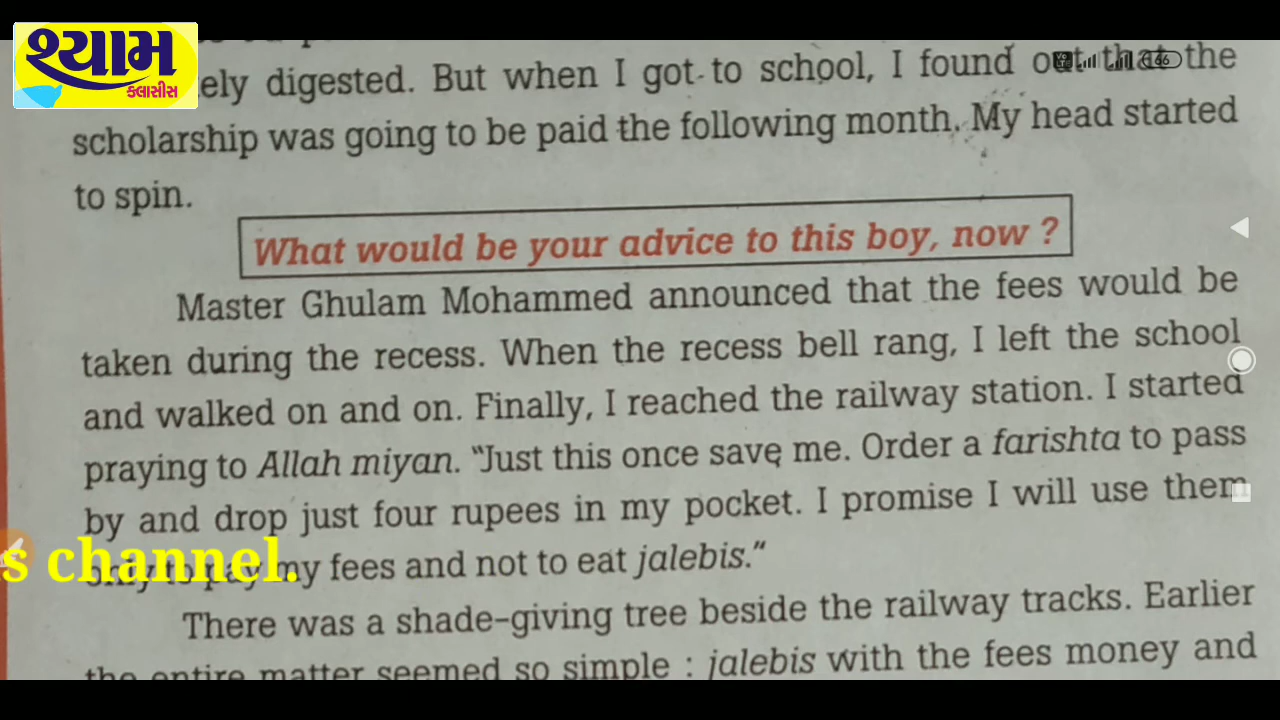 શ્યામ
કલાસીસ
digested. But when I got to school, I found out that the
scholarship was going to be paid the following month. My head started
to spin.
What would be your advice to this boy, now ?
Master Ghulam Mohammed announced that the fees would be
taken during the recess. When the recess bell rang, I left the school
and walked on and on. Finally, I reached the railway station. I started
praying to Allah miyan. "Just this once save me. Order a farishta to pass
by and drop just four rupees in my pocket. I promise I will use them
only to pay my fees and not to eat jalebis."
s channel.
There was a shade-giving tree beside the railway tracks. Earlier
the entire matter seemed so simple : jalebis with the fees money and